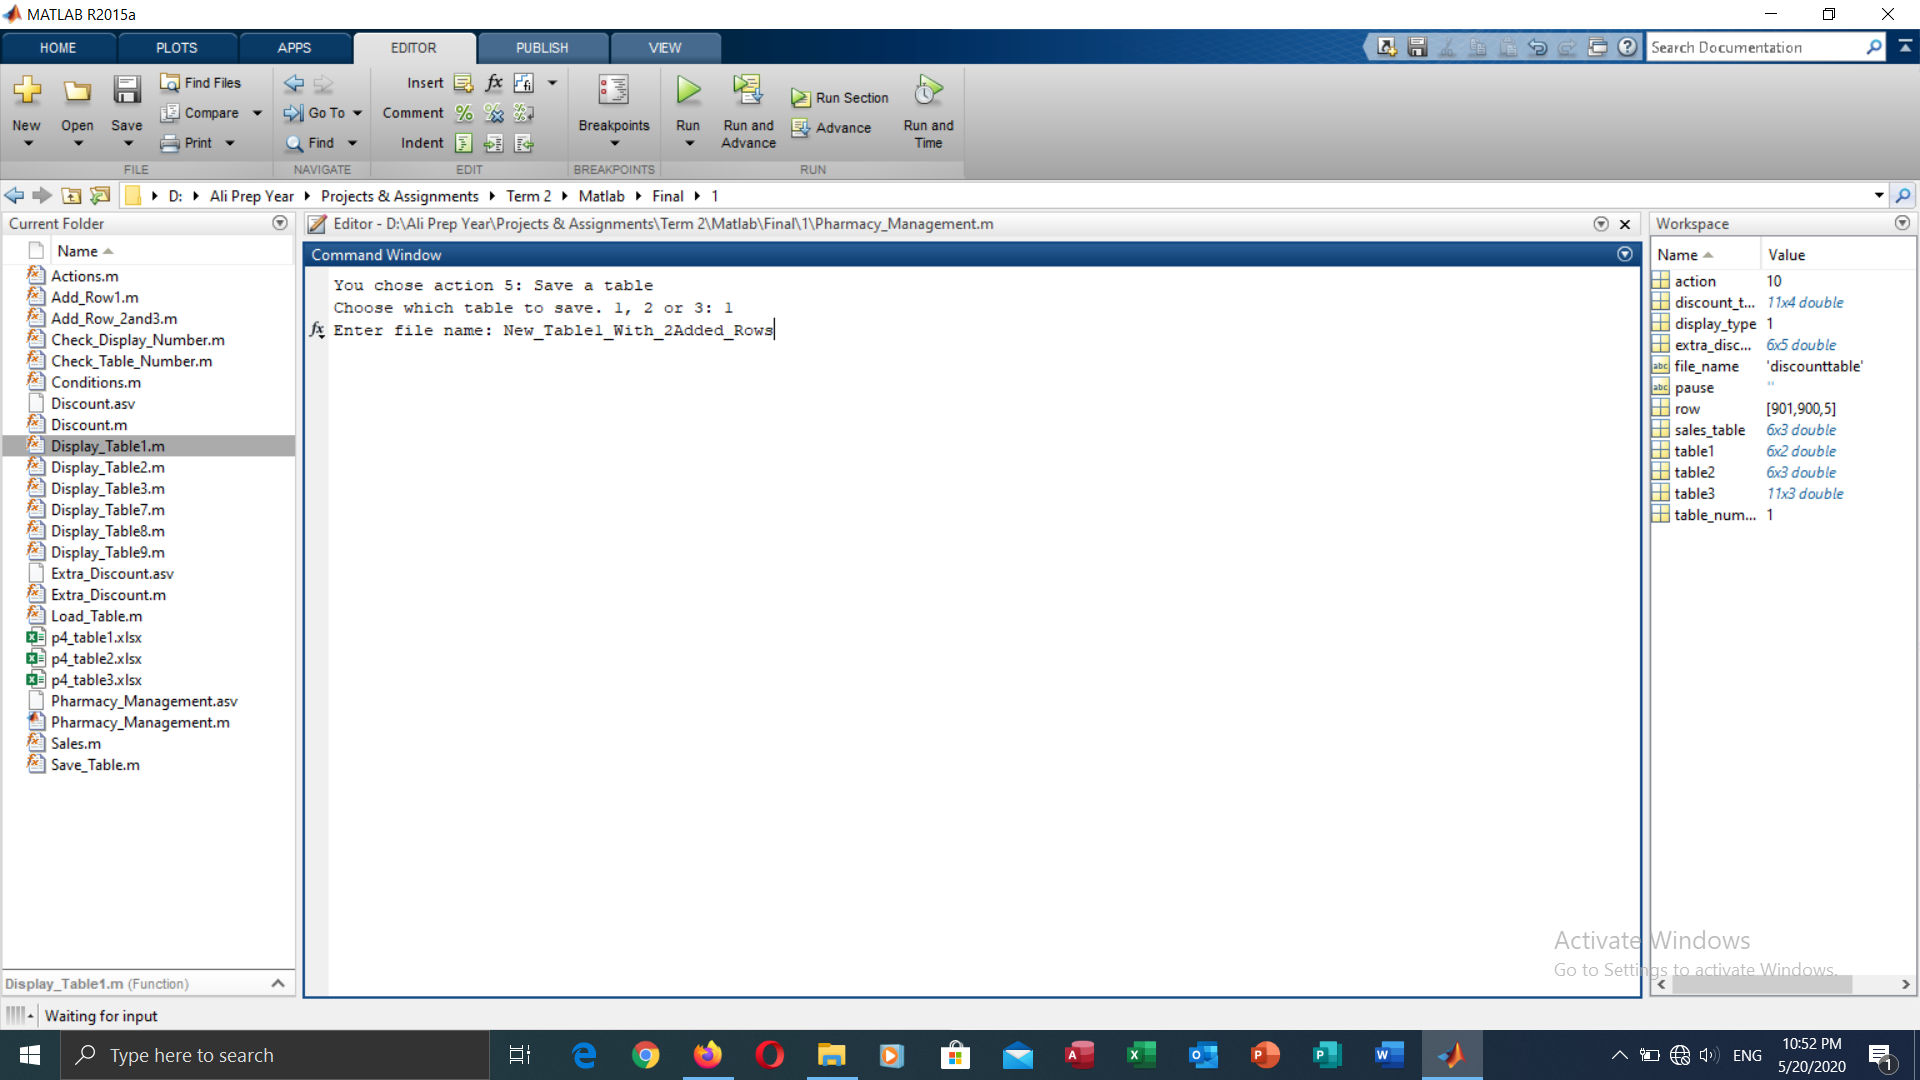 MATLAB R2015a
HOME PLOTS APPS EDITOR PUBLISH VIEW
Search Documentation
New Open Save
Find Files
Compare
Print
Go To
Find
Insert
Comment
Indent
Breakpoints
Run
Run and Advance
Run Section
Advance
Run and Time
FILE NAVIGATE EDIT BREAKPOINTS RUN
D: Ali Prep Year Projects & Assignments Term 2 Matlab Final 1
Current Folder
Name
Actions.m
Add_Row1.m
Add_Row_2and3.m
Check_Display_Number.m
Check_Table_Number.m
Conditions.m
Discount.asv
Discount.m
Display_Table1.m
Display_Table2.m
Display_Table3.m
Display_Table7.m
Display_Table8.m
Display_Table9.m
Extra_Discount.asv
Extra_Discount.m
Load_Table.m
p4_table1.xlsx
p4_table2.xlsx
p4_table3.xlsx
Pharmacy_Management.asv
Pharmacy_Management.m
Sales.m
Save_Table.m
Display_Table1.m (Function)
Editor - D:\Ali Prep Year\Projects & Assignments\Term 2\Matlab\Final\1\Pharmacy_Management.m
Command Window
You chose action 5: Save a table
Choose which table to save. 1, 2 or 3: 1
fx Enter file name: New_Table1_With_2Added_Rows
Workspace
Name Value
action 10
discount_t... 11x4 double
display_type 1
extra_disc... 6x5 double
abc file_name 'discounttable'
abc pause ''
row [901,900,5]
sales_table 6x3 double
table1 6x2 double
table2 6x3 double
table3 11x3 double
table_num... 1
Activate Windows
Go to Settings to activate Windows.
Waiting for input
Type here to search
ENG
10:52 PM
5/20/2020
1